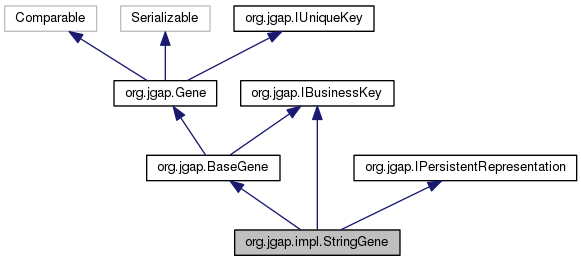 Comparable
Serializable
org.jgap.IUniqueKey
org.jgap.Gene
org.jgap.IBusinessKey
org.jgap.BaseGene
org.jgap.IPersistentRepresentation
org.jgap.impl.StringGene